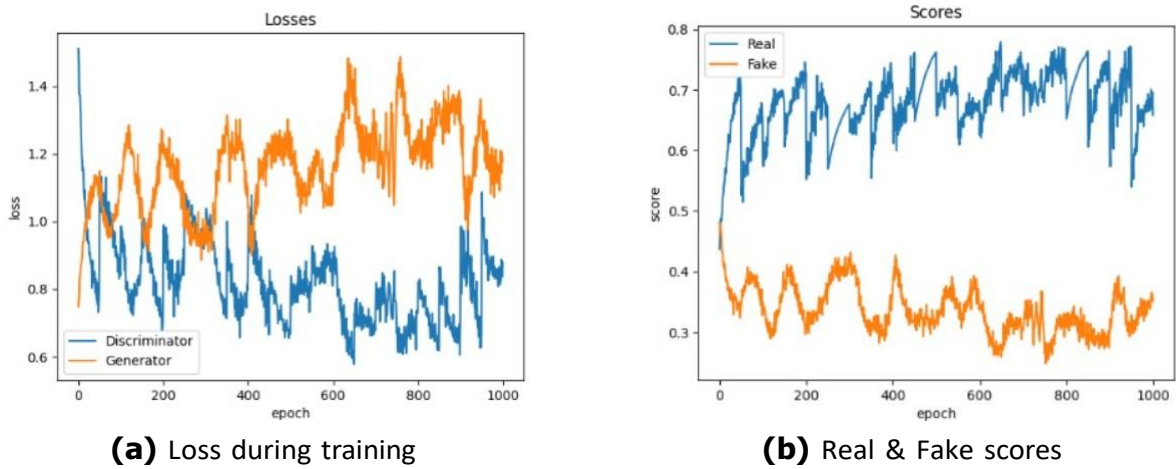 Losses
1.4
1.2
1.0
0.8
0.6
loss
Discriminator
Generator
0 200 400 600 800 1000
epoch
(a) Loss during training
Scores
0.8
0.7
0.6
0.5
0.4
0.3
score
Real
Fake
0 200 400 600 800 1000
epoch
(b) Real & Fake scores